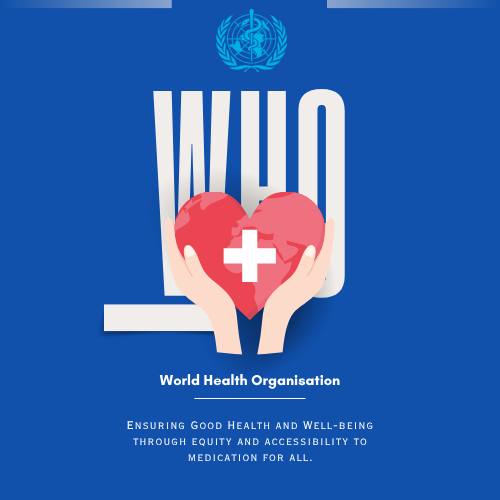 WHO
World Health Organisation
Ensuring Good Health and Well-being
through equity and accessibility to
medication for all.